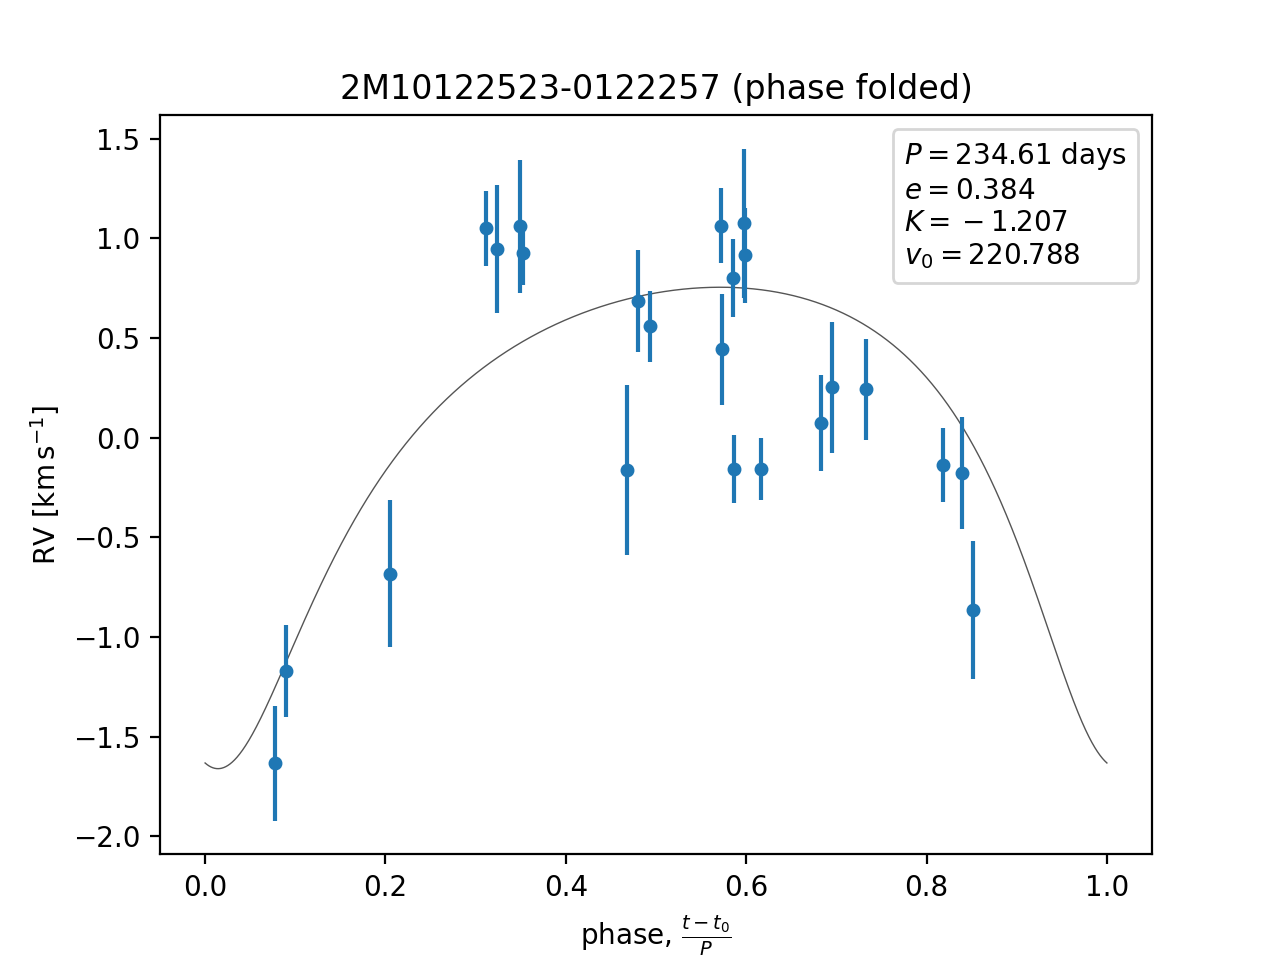 2M10122523-0122257 (phase folded)
P = 234.61 days
e = 0.384
K = −1.207
v₀ = 220.788
RV [km s⁻¹]
1.5
1.0
0.5
0.0
−0.5
−1.0
−1.5
−2.0
0.0 0.2 0.4 0.6 0.8 1.0
phase, (t − t₀)/P